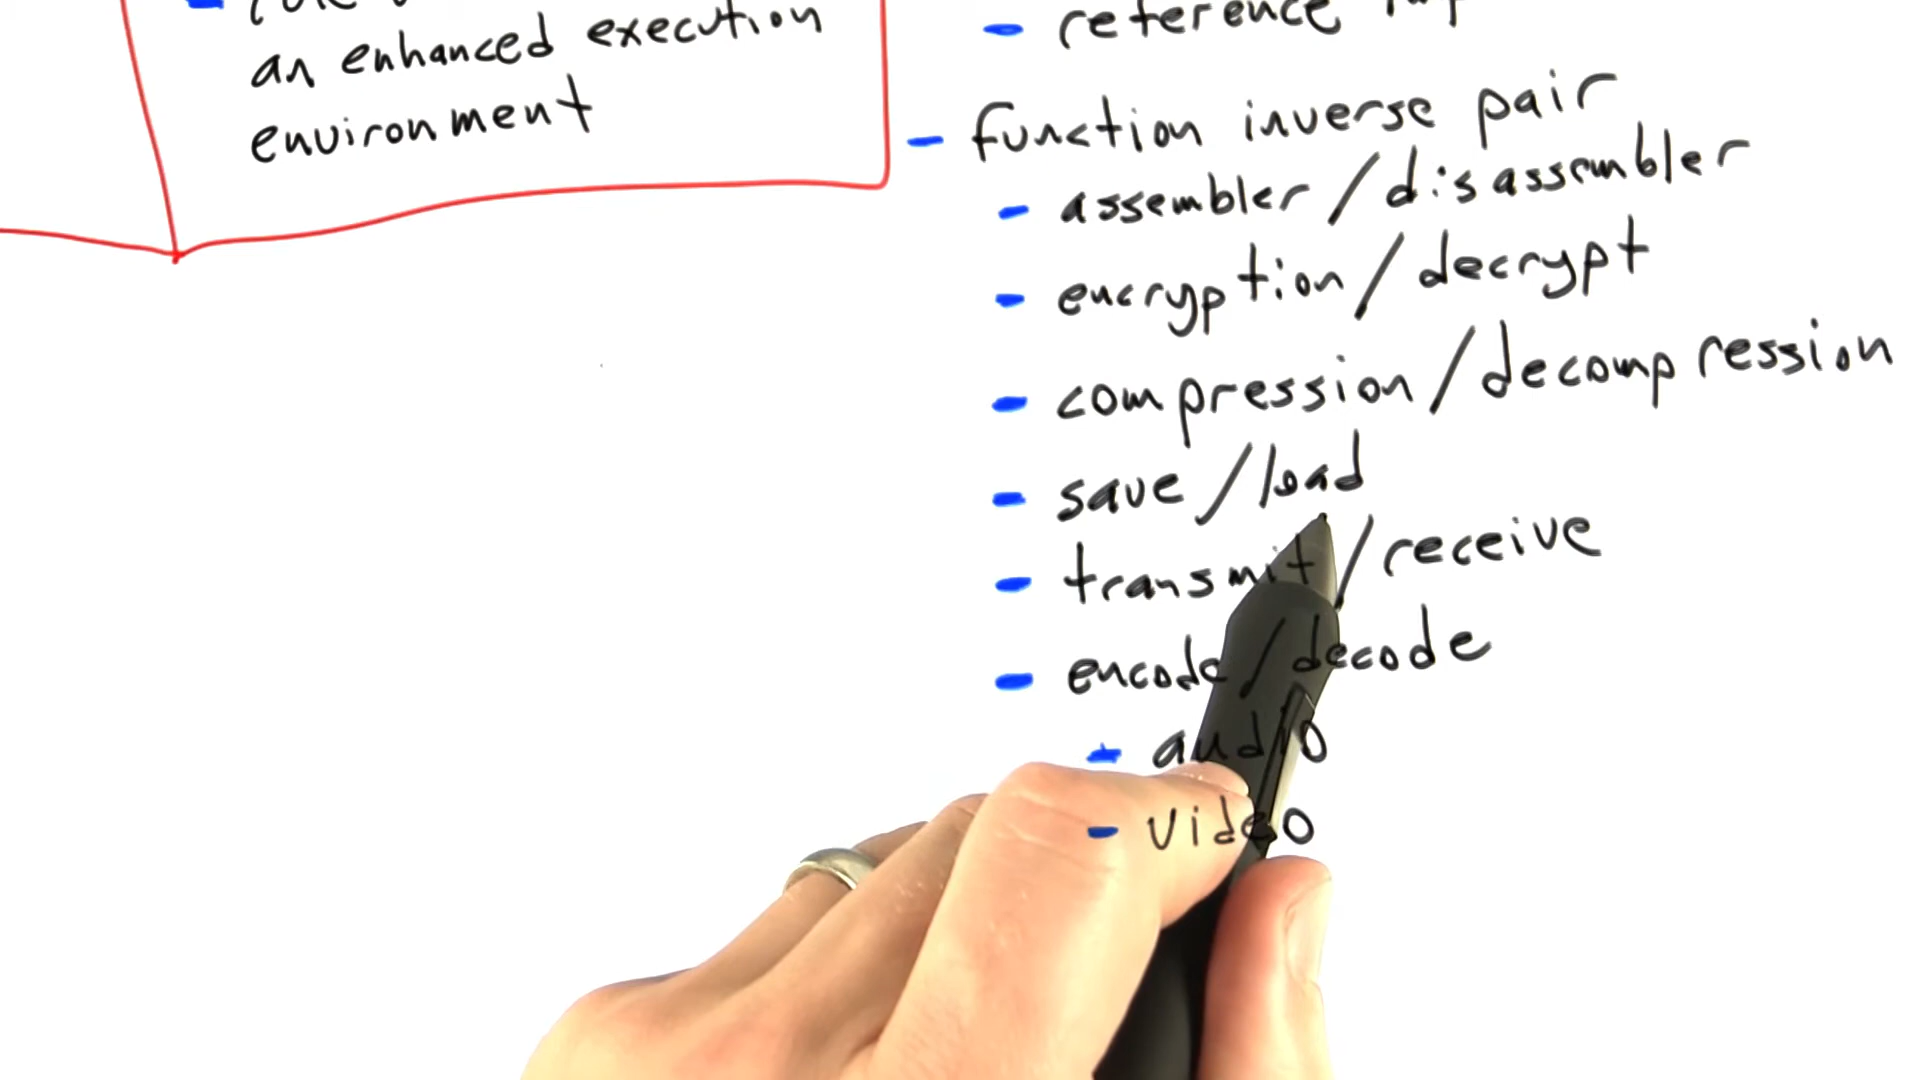 an enhanced execution
environment
- reference
- function inverse pair
- assembler/disassembler
- encryption/decrypt
- compression/decompression
- save/load
- transmit/receive
- encode/decode
- audio
- video